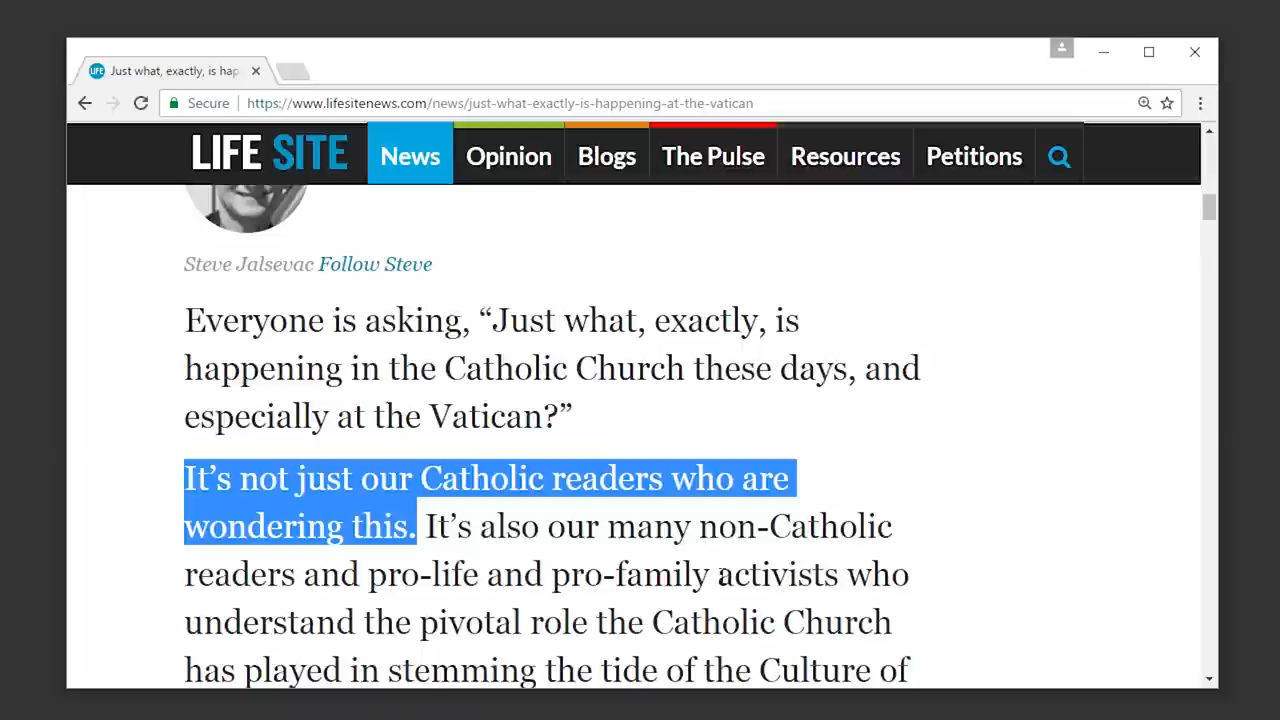 LIFE Just what, exactly, is hap
Secure https://www.lifesitenews.com/news/just-what-exactly-is-happening-at-the-vatican
LIFE SITE News Opinion Blogs The Pulse Resources Petitions
Steve Jalsevac Follow Steve
Everyone is asking, “Just what, exactly, is
happening in the Catholic Church these days, and
especially at the Vatican?”
It’s not just our Catholic readers who are
wondering this. It’s also our many non-Catholic
readers and pro-life and pro-family activists who
understand the pivotal role the Catholic Church
has played in stemming the tide of the Culture of